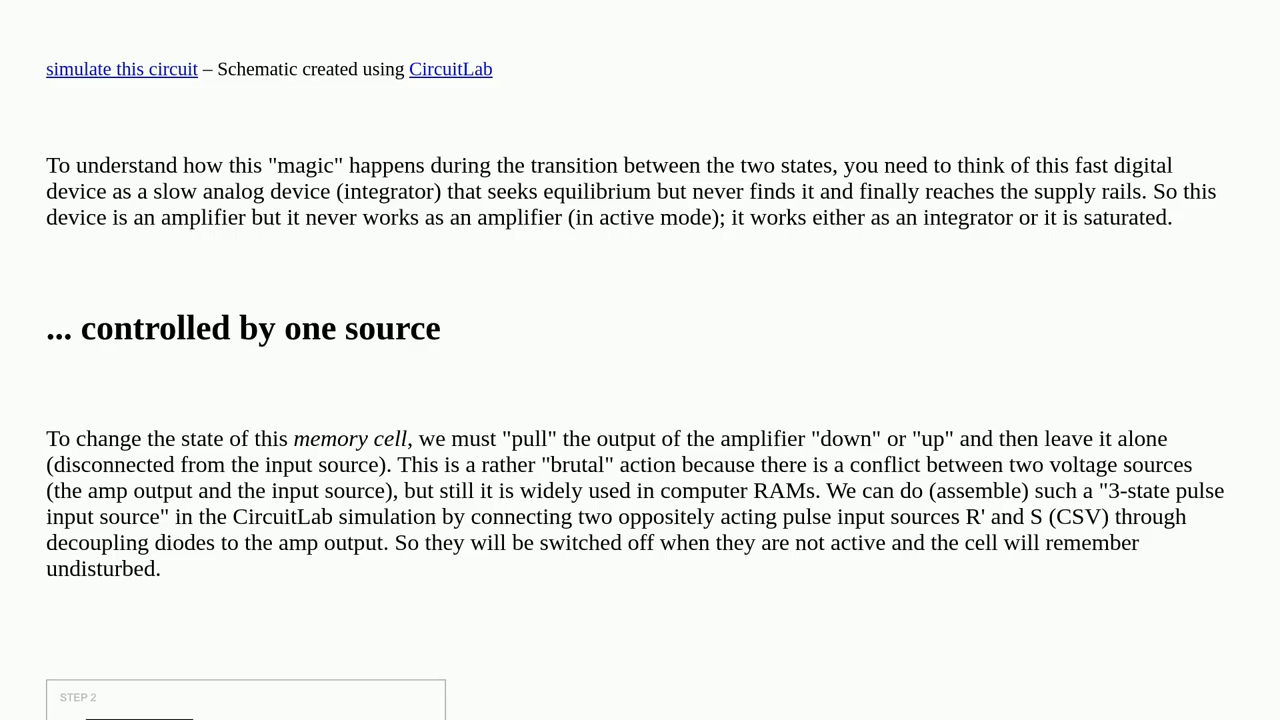 simulate this circuit – Schematic created using CircuitLab
To understand how this "magic" happens during the transition between the two states, you need to think of this fast digital
device as a slow analog device (integrator) that seeks equilibrium but never finds it and finally reaches the supply rails. So this
device is an amplifier but it never works as an amplifier (in active mode); it works either as an integrator or it is saturated.
... controlled by one source
To change the state of this memory cell, we must "pull" the output of the amplifier "down" or "up" and then leave it alone
(disconnected from the input source). This is a rather "brutal" action because there is a conflict between two voltage sources
(the amp output and the input source), but still it is widely used in computer RAMs. We can do (assemble) such a "3-state pulse
input source" in the CircuitLab simulation by connecting two oppositely acting pulse input sources R' and S (CSV) through
decoupling diodes to the amp output. So they will be switched off when they are not active and the cell will remember
undisturbed.
STEP 2